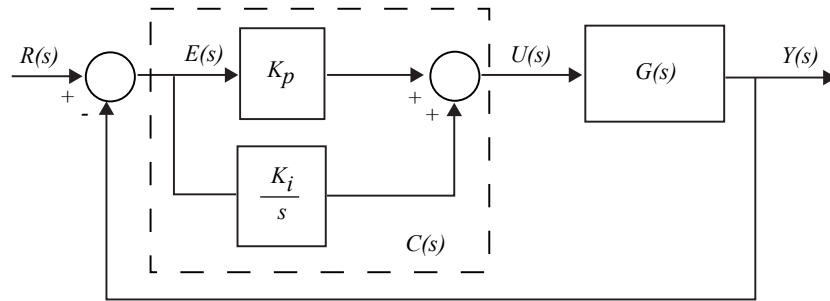 R(s)
+
-
E(s)
K_p
+
+
K_i
s
C(s)
U(s)
G(s)
Y(s)